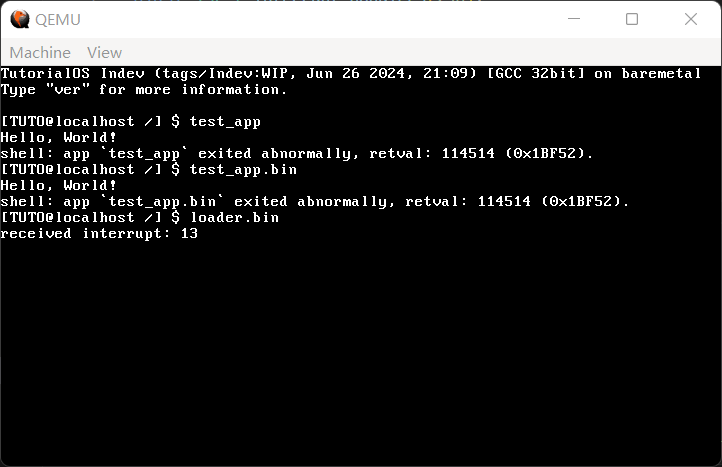 QEMU
Machine View
TutorialOS Indev (tags/Indev:WIP, Jun 26 2024, 21:09) [GCC 32bit] on baremetal
Type "ver" for more information.
[TUTO@localhost /] $ test_app
Hello, World!
shell: app `test_app` exited abnormally, retval: 114514 (0x1BF52).
[TUTO@localhost /] $ test_app.bin
Hello, World!
shell: app `test_app.bin` exited abnormally, retval: 114514 (0x1BF52).
[TUTO@localhost /] $ loader.bin
received interrupt: 13